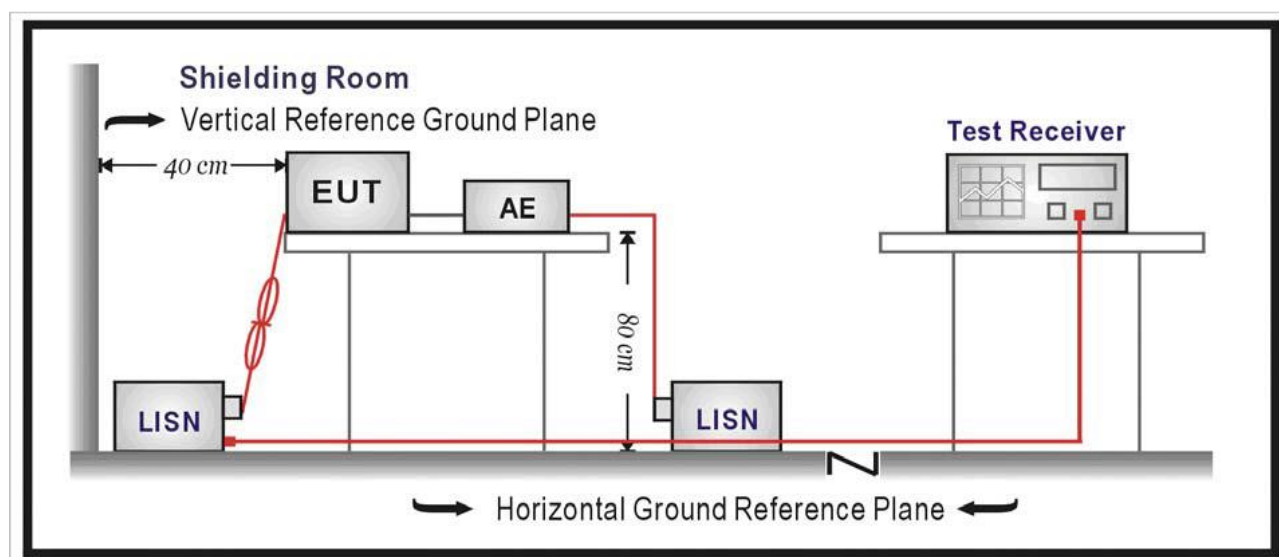 Shielding Room
Vertical Reference Ground Plane
Test Receiver
40 cm
EUT
AE
80 cm
LISN
LISN
Horizontal Ground Reference Plane